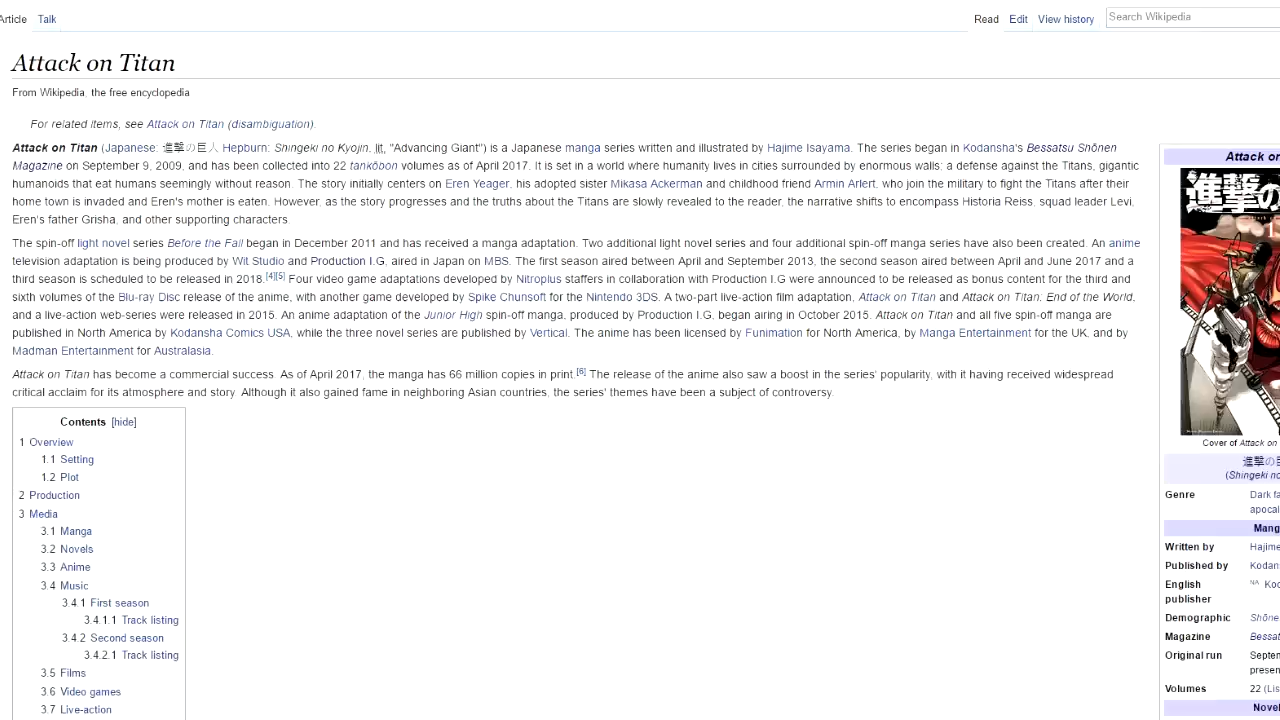 Article Talk Read Edit View history Search Wikipedia
Attack on Titan
From Wikipedia, the free encyclopedia
For related items, see Attack on Titan (disambiguation).
Attack on Titan (Japanese: 進撃の巨人 Hepburn: Shingeki no Kyojin, lit. "Advancing Giant") is a Japanese manga series written and illustrated by Hajime Isayama. The series began in Kodansha's Bessatsu Shōnen
Magazine on September 9, 2009, and has been collected into 22 tankōbon volumes as of April 2017. It is set in a world where humanity lives in cities surrounded by enormous walls; a defense against the Titans, gigantic
humanoids that eat humans seemingly without reason. The story initially centers on Eren Yeager, his adopted sister Mikasa Ackerman and childhood friend Armin Arlert, who join the military to fight the Titans after their
home town is invaded and Eren's mother is eaten. However, as the story progresses and the truths about the Titans are slowly revealed to the reader, the narrative shifts to encompass Historia Reiss, squad leader Levi,
Eren's father Grisha, and other supporting characters.
The spin-off light novel series Before the Fall began in December 2011 and has received a manga adaptation. Two additional light novel series and four additional spin-off manga series have also been created. An anime
television adaptation is being produced by Wit Studio and Production I.G, aired in Japan on MBS. The first season aired between April and September 2013, the second season aired between April and June 2017 and a
third season is scheduled to be released in 2018.[4][5] Four video game adaptations developed by Nitroplus staffers in collaboration with Production I.G were announced to be released as bonus content for the third and
sixth volumes of the Blu-ray Disc release of the anime, with another game developed by Spike Chunsoft for the Nintendo 3DS. A two-part live-action film adaptation, Attack on Titan and Attack on Titan: End of the World,
and a live-action web-series were released in 2015. An anime adaptation of the Junior High spin-off manga, produced by Production I.G, began airing in October 2015. Attack on Titan and all five spin-off manga are
published in North America by Kodansha Comics USA, while the three novel series are published by Vertical. The anime has been licensed by Funimation for North America, by Manga Entertainment for the UK, and by
Madman Entertainment for Australasia.
Attack on Titan has become a commercial success. As of April 2017, the manga has 66 million copies in print.[6] The release of the anime also saw a boost in the series' popularity, with it having received widespread
critical acclaim for its atmosphere and story. Although it also gained fame in neighboring Asian countries, the series' themes have been a subject of controversy.
Contents [hide]
1 Overview
1.1 Setting
1.2 Plot
2 Production
3 Media
3.1 Manga
3.2 Novels
3.3 Anime
3.4 Music
3.4.1 First season
3.4.1.1 Track listing
3.4.2 Second season
3.4.2.1 Track listing
3.5 Films
3.6 Video games
3.7 Live-action
Attack on
進撃の
Cover of Attack on
進撃の巨
(Shingeki no
Genre Dark fa
apocal
Mang
Written by Hajime
Published by Kodan
English NA Kod
publisher
Demographic Shōne
Magazine Bessat
Original run Septem
presen
Volumes 22 (Lis
Novel